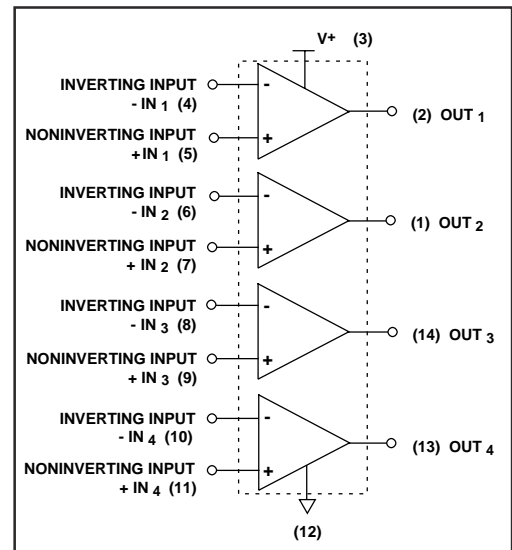 V+ (3)
INVERTING INPUT
- IN 1 (4)
-
(2) OUT 1
NONINVERTING INPUT
+IN 1 (5)
+
INVERTING INPUT
- IN 2 (6)
-
(1) OUT 2
NONINVERTING INPUT
+ IN 2 (7)
+
INVERTING INPUT
- IN 3 (8)
-
(14) OUT 3
NONINVERTING INPUT
+ IN 3 (9)
+
INVERTING INPUT
- IN 4 (10)
-
(13) OUT 4
NONINVERTING INPUT
+ IN 4 (11)
+
(12)